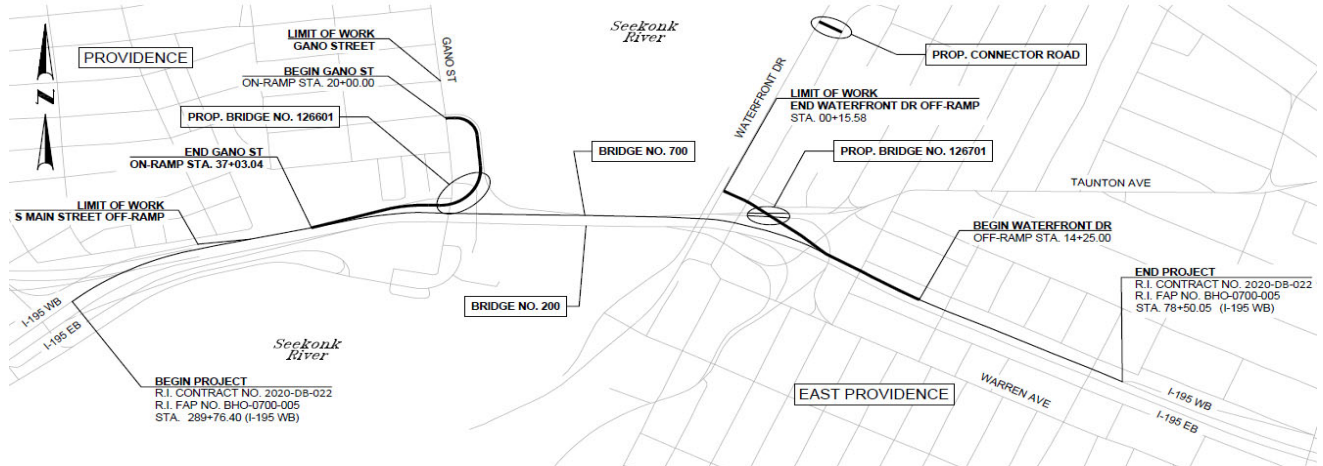 Seekonk
River
PROVIDENCE
N
LIMIT OF WORK
GANO STREET
GANO ST
BEGIN GANO ST
ON-RAMP STA. 20+00.00
PROP. BRIDGE NO. 126601
END GANO ST
ON-RAMP STA. 37+03.04
LIMIT OF WORK
S MAIN STREET OFF-RAMP
BRIDGE NO. 700
BRIDGE NO. 200
WATERFRONT DR
PROP. CONNECTOR ROAD
LIMIT OF WORK
END WATERFRONT DR OFF-RAMP
STA. 00+15.58
PROP. BRIDGE NO. 126701
TAUNTON AVE
BEGIN WATERFRONT DR
OFF-RAMP STA. 14+25.00
END PROJECT
R.I. CONTRACT NO. 2020-DB-022
R.I. FAP NO. BHO-0700-005
STA. 78+50.05 (I-195 WB)
I-195 WB
I-195 EB
Seekonk
River
BEGIN PROJECT
R.I. CONTRACT NO. 2020-DB-022
R.I. FAP NO. BHO-0700-005
STA. 289+76.40 (I-195 WB)
EAST PROVIDENCE
WARREN AVE
I-195 WB
I-195 EB